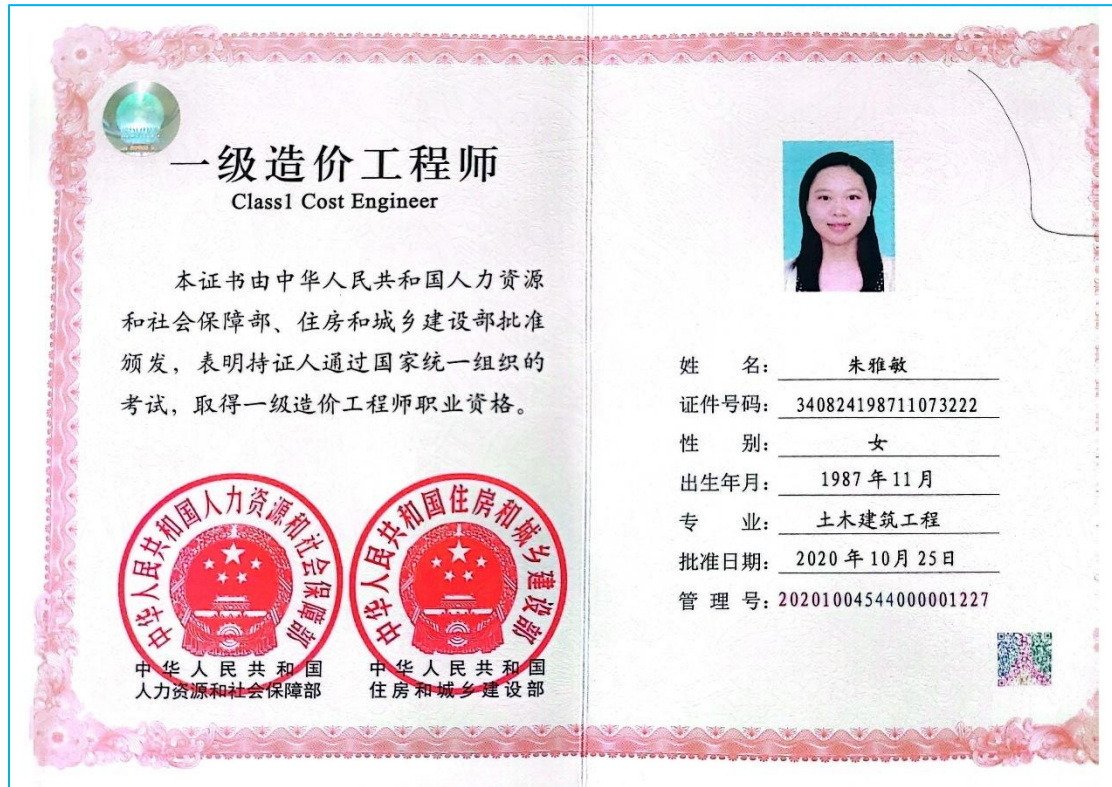 一级造价工程师
Class1 Cost Engineer
本证书由中华人民共和国人力资源
和社会保障部、住房和城乡建设部批准
颁发，表明持证人通过国家统一组织的
考试，取得一级造价工程师职业资格。
中华人民共和国人力资源和社会保障部
中华人民共和国住房和城乡建设部
中华人民共和国
人力资源和社会保障部
中华人民共和国
住房和城乡建设部
姓 名： 朱雅敏
证件号码： 340824198711073222
性 别： 女
出生年月： 1987年11月
专 业： 土木建筑工程
批准日期： 2020年10月25日
管 理 号：20201004544000001227